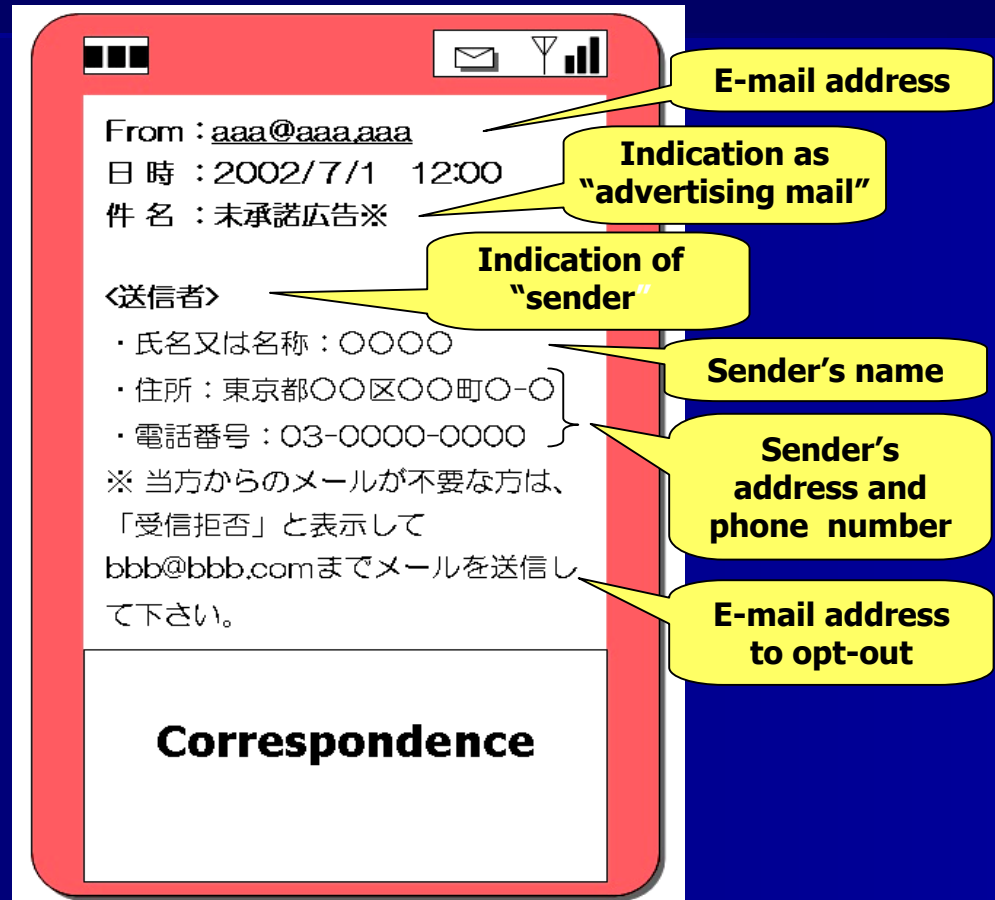 From：aaa@aaa.aaa
日 時 ：2002/7/1　12:00
件 名 ：未承諾広告※
<送信者>
・氏名又は名称：○○○○
・住所：東京都○○区○○町○-○
・電話番号：03-0000-0000
※ 当方からのメールが不要な方は、
「受信拒否」と表示して
bbb@bbb.comまでメールを送信し
て下さい。
Correspondence
E-mail address
Indication as
“advertising mail”
Indication of
“sender”
Sender’s name
Sender’s
address and
phone number
E-mail address
to opt-out